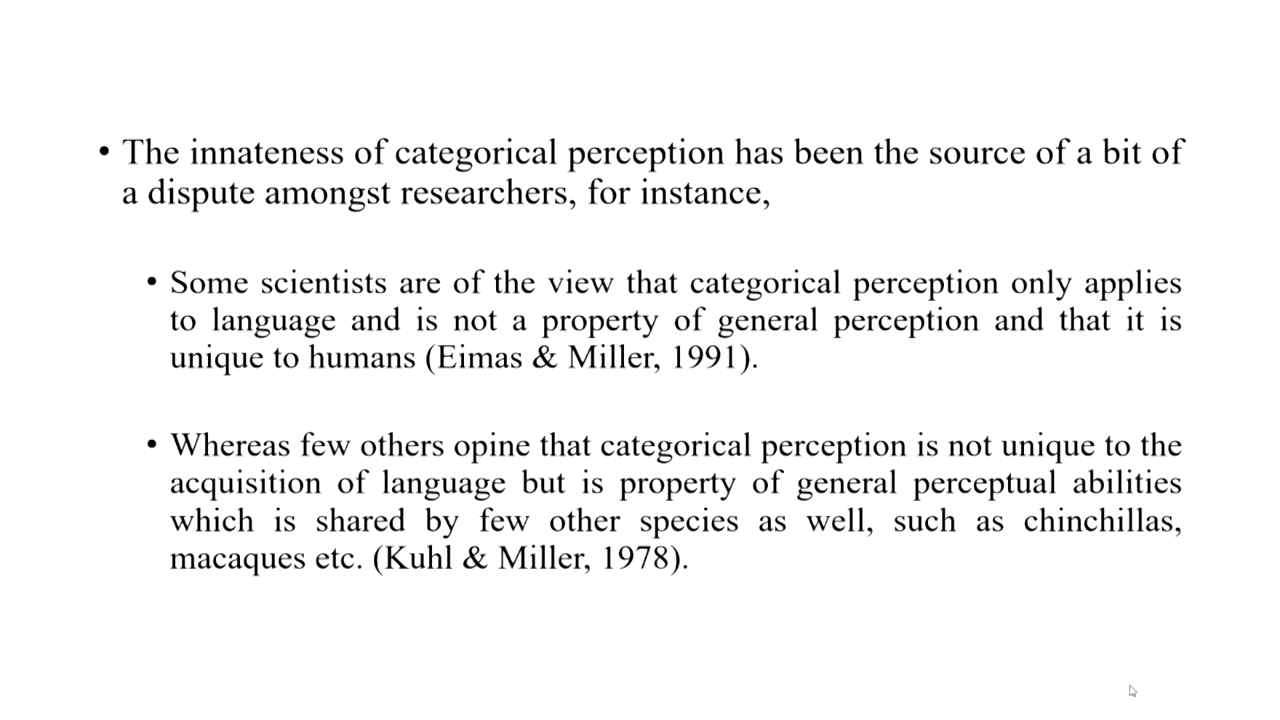 • The innateness of categorical perception has been the source of a bit of
a dispute amongst researchers, for instance,
• Some scientists are of the view that categorical perception only applies
to language and is not a property of general perception and that it is
unique to humans (Eimas & Miller, 1991).
• Whereas few others opine that categorical perception is not unique to the
acquisition of language but is property of general perceptual abilities
which is shared by few other species as well, such as chinchillas,
macaques etc. (Kuhl & Miller, 1978).